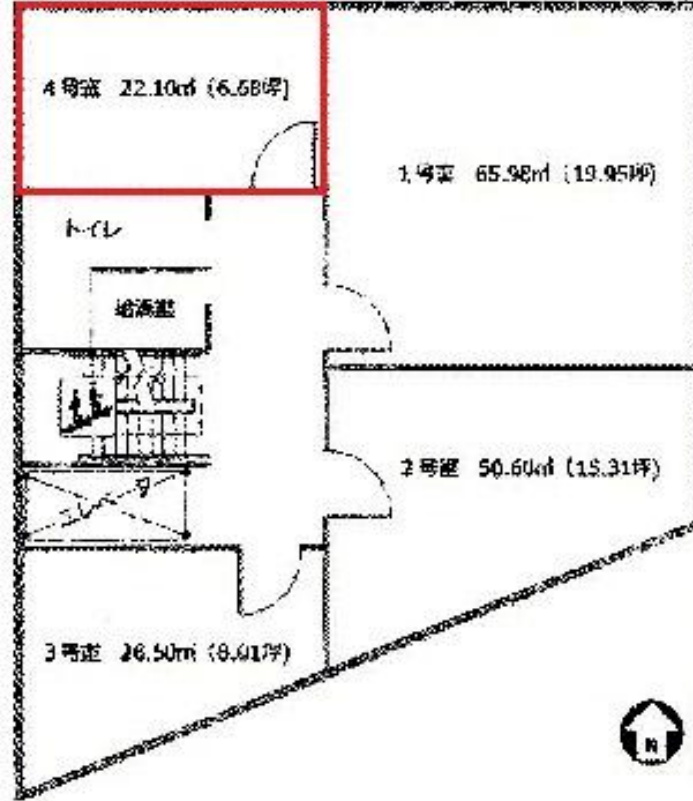 4号室 22.10㎡ (6.68坪)
1号室 65.98㎡ (19.95坪)
トイレ
給湯室
2号室 50.60㎡ (15.31坪)
エレベータ
3号室 26.50㎡ (8.01坪)
N